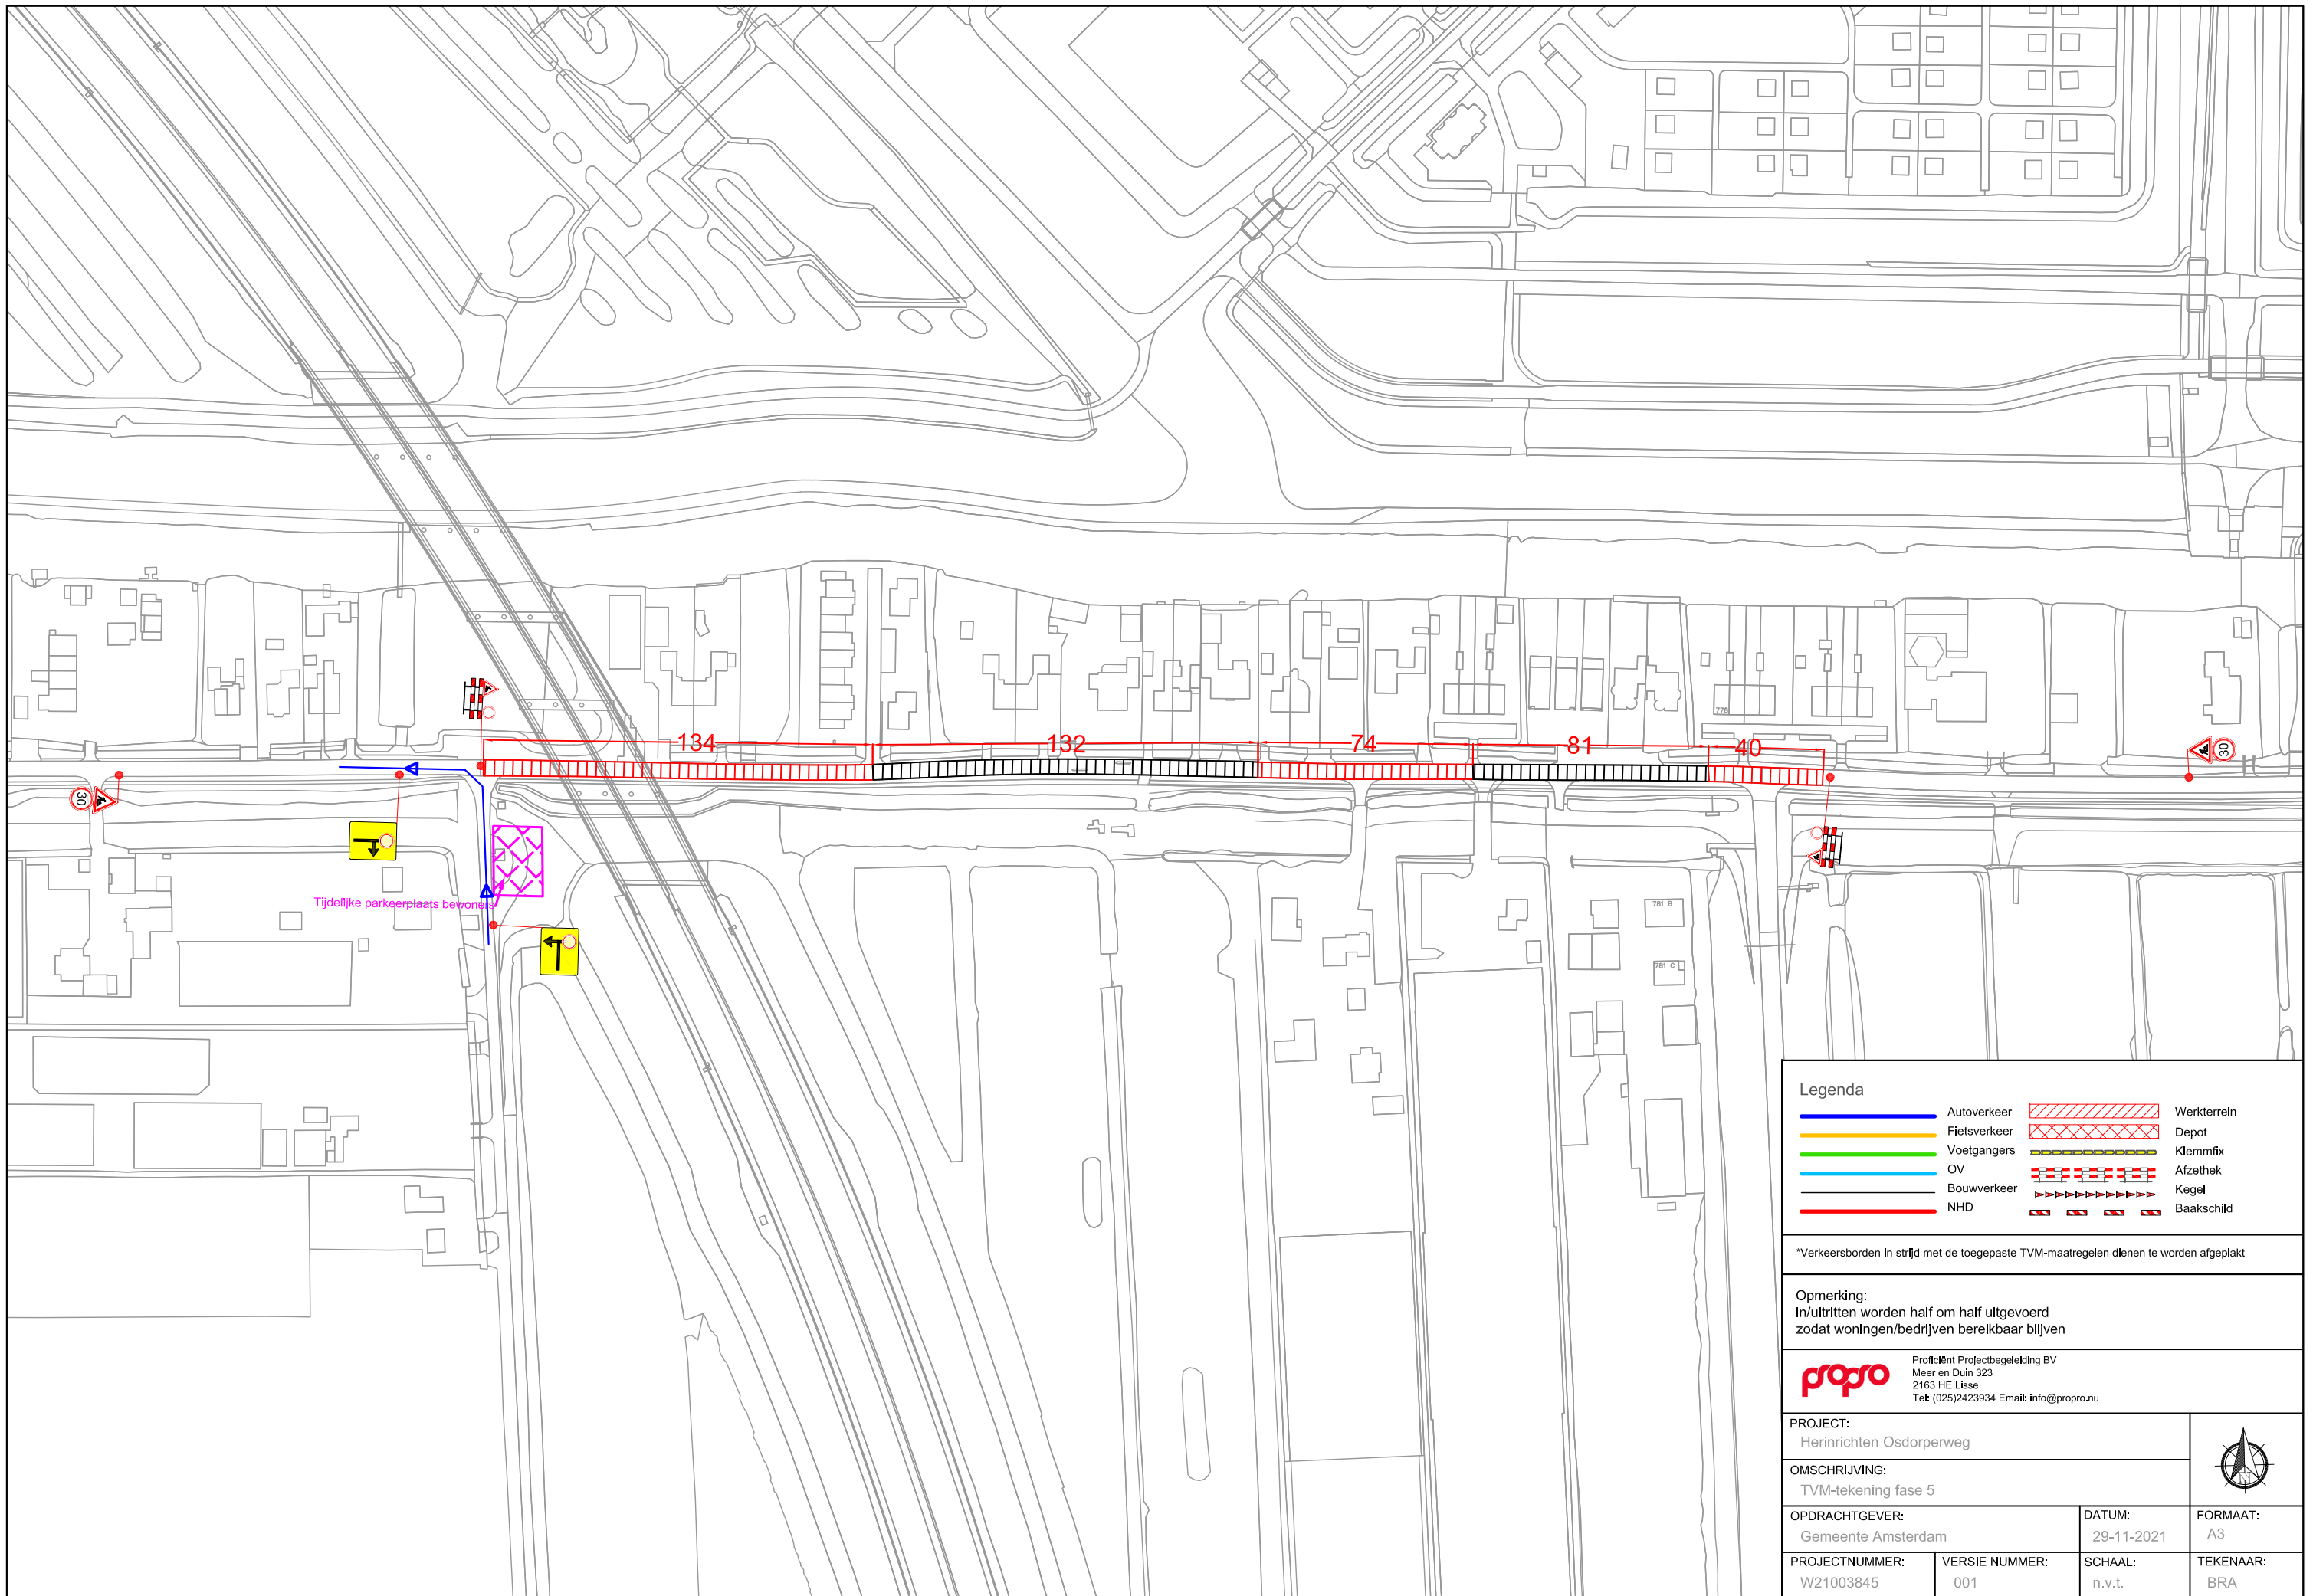 134
132
74
81
40
778
30
30
Tijdelijke parkeerplaats bewoners
781 B
781 C
Legenda
Autoverkeer
Fietsverkeer
Voetgangers
OV
Bouwverkeer
NHD
Werkterrein
Depot
Klemmfix
Afzethek
Kegel
Baakschild
*Verkeersborden in strijd met de toegepaste TVM-maatregelen dienen te worden afgeplakt
Opmerking:
In/uitritten worden half om half uitgevoerd
zodat woningen/bedrijven bereikbaar blijven
propro
Proficiënt Projectbegeleiding BV
Meer en Duin 323
2163 HE Lisse
Tel: (025)2423934 Email: info@propro.nu
PROJECT:
Herinrichten Osdorperweg
N
OMSCHRIJVING:
TVM-tekening fase 5
OPDRACHTGEVER:
Gemeente Amsterdam
DATUM:
29-11-2021
FORMAAT:
A3
PROJECTNUMMER:
W21003845
VERSIE NUMMER:
001
SCHAAL:
n.v.t.
TEKENAAR:
BRA